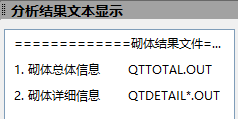 分析结果文本显示
=============砌体结果文件=...
1. 砌体总体信息 QTTOTAL.OUT
2. 砌体详细信息 QTDETAIL*.OUT